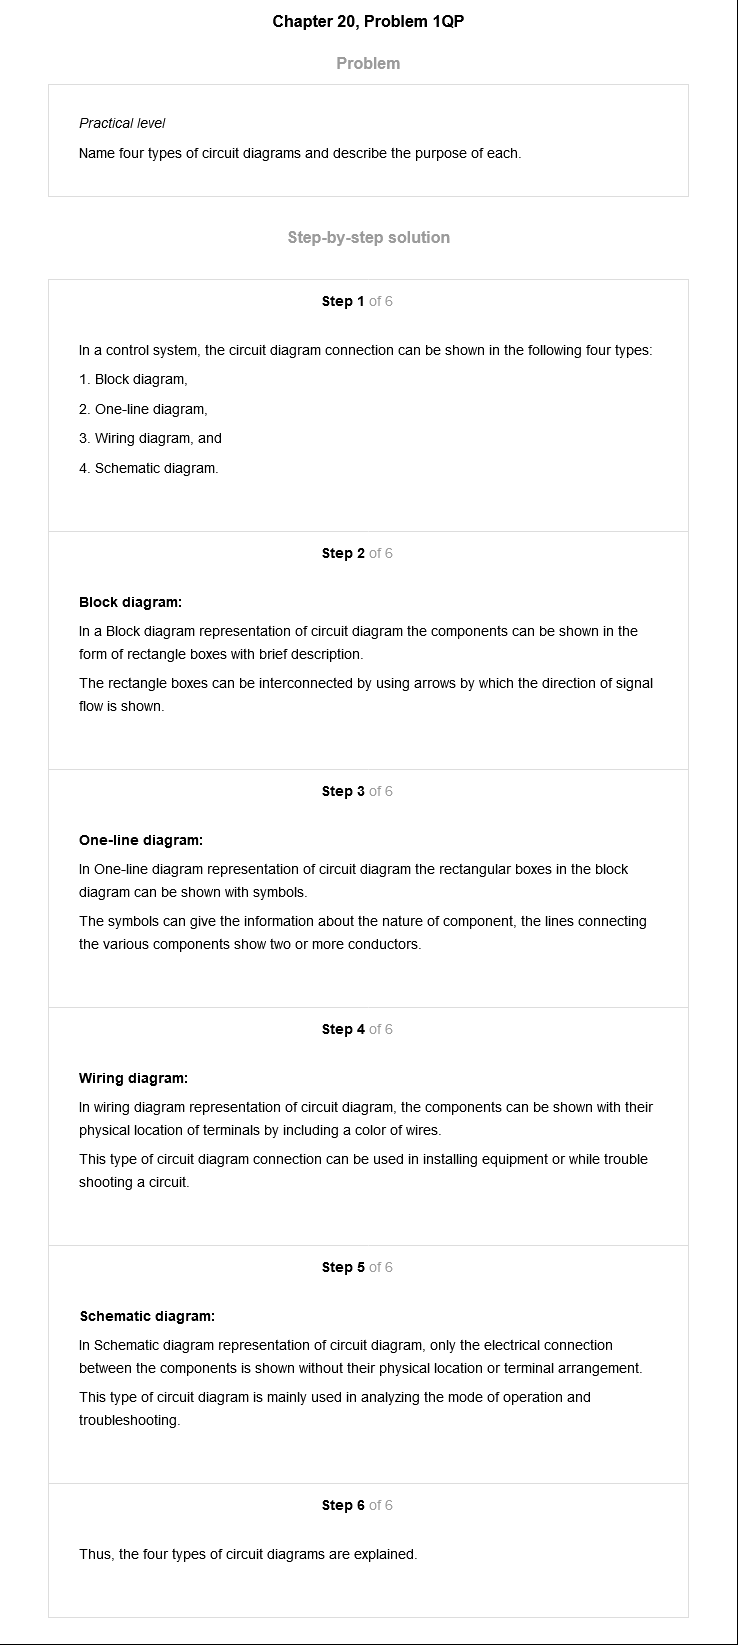 Chapter 20, Problem 1QP
Problem
Practical level
Name four types of circuit diagrams and describe the purpose of each.
Step-by-step solution
Step 1 of 6
In a control system, the circuit diagram connection can be shown in the following four types:
1. Block diagram,
2. One-line diagram,
3. Wiring diagram, and
4. Schematic diagram.
Step 2 of 6
Block diagram:
In a Block diagram representation of circuit diagram the components can be shown in the
form of rectangle boxes with brief description.
The rectangle boxes can be interconnected by using arrows by which the direction of signal
flow is shown.
Step 3 of 6
One-line diagram:
In One-line diagram representation of circuit diagram the rectangular boxes in the block
diagram can be shown with symbols.
The symbols can give the information about the nature of component, the lines connecting
the various components show two or more conductors.
Step 4 of 6
Wiring diagram:
In wiring diagram representation of circuit diagram, the components can be shown with their
physical location of terminals by including a color of wires.
This type of circuit diagram connection can be used in installing equipment or while trouble
shooting a circuit.
Step 5 of 6
Schematic diagram:
In Schematic diagram representation of circuit diagram, only the electrical connection
between the components is shown without their physical location or terminal arrangement.
This type of circuit diagram is mainly used in analyzing the mode of operation and
troubleshooting.
Step 6 of 6
Thus, the four types of circuit diagrams are explained.